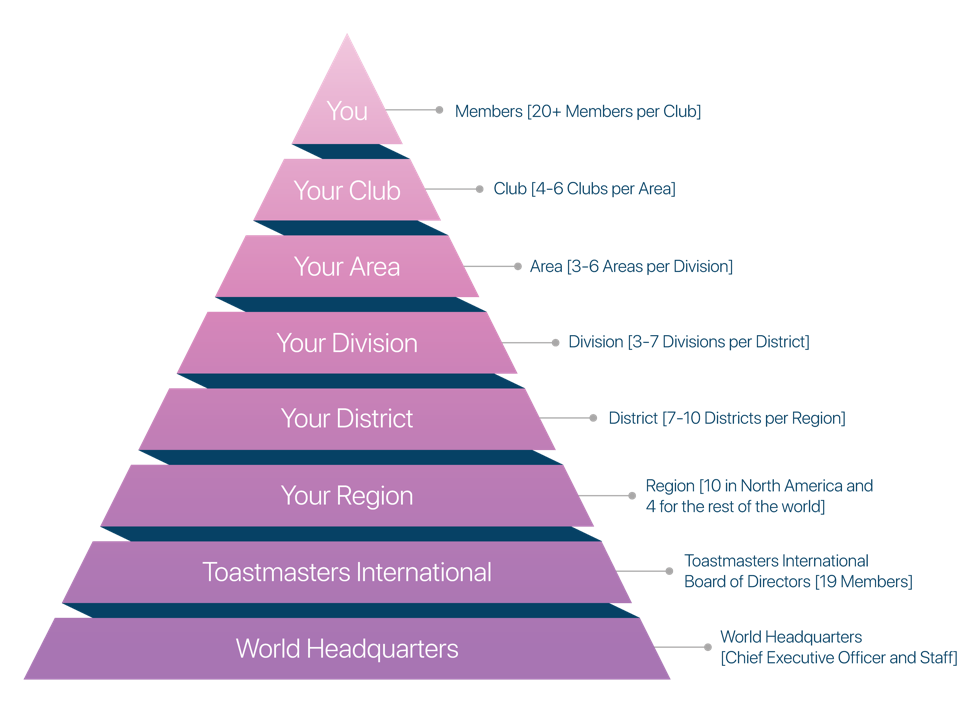 You
Members [20+ Members per Club]
Your Club
Club [4-6 Clubs per Area]
Your Area
Area [3-6 Areas per Division]
Your Division
Division [3-7 Divisions per District]
Your District
District [7-10 Districts per Region]
Your Region
Region [10 in North America and
4 for the rest of the world]
Toastmasters International
Toastmasters International
Board of Directors [19 Members]
World Headquarters
World Headquarters
[Chief Executive Officer and Staff]